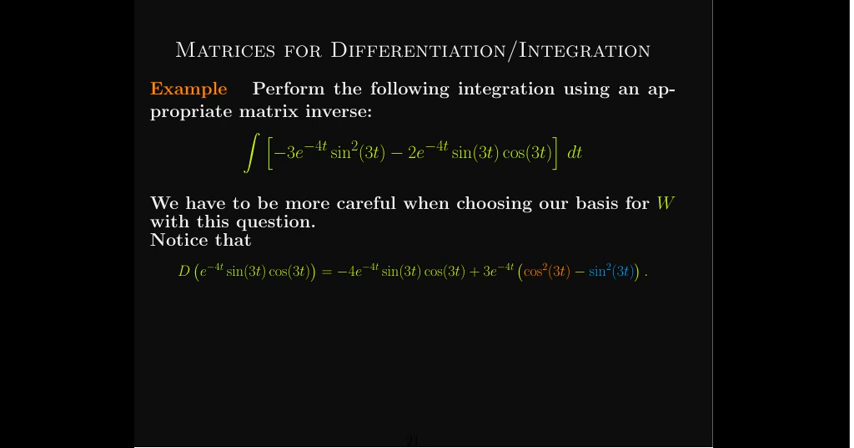 Matrices for Differentiation/Integration
Example Perform the following integration using an ap-
propriate matrix inverse:
∫ [−3e^{−4t} sin²(3t) − 2e^{−4t} sin(3t) cos(3t)] dt
We have to be more careful when choosing our basis for W
with this question.
Notice that
D (e^{−4t} sin(3t) cos(3t)) = −4e^{−4t} sin(3t) cos(3t) + 3e^{−4t} (cos²(3t) − sin²(3t)) .